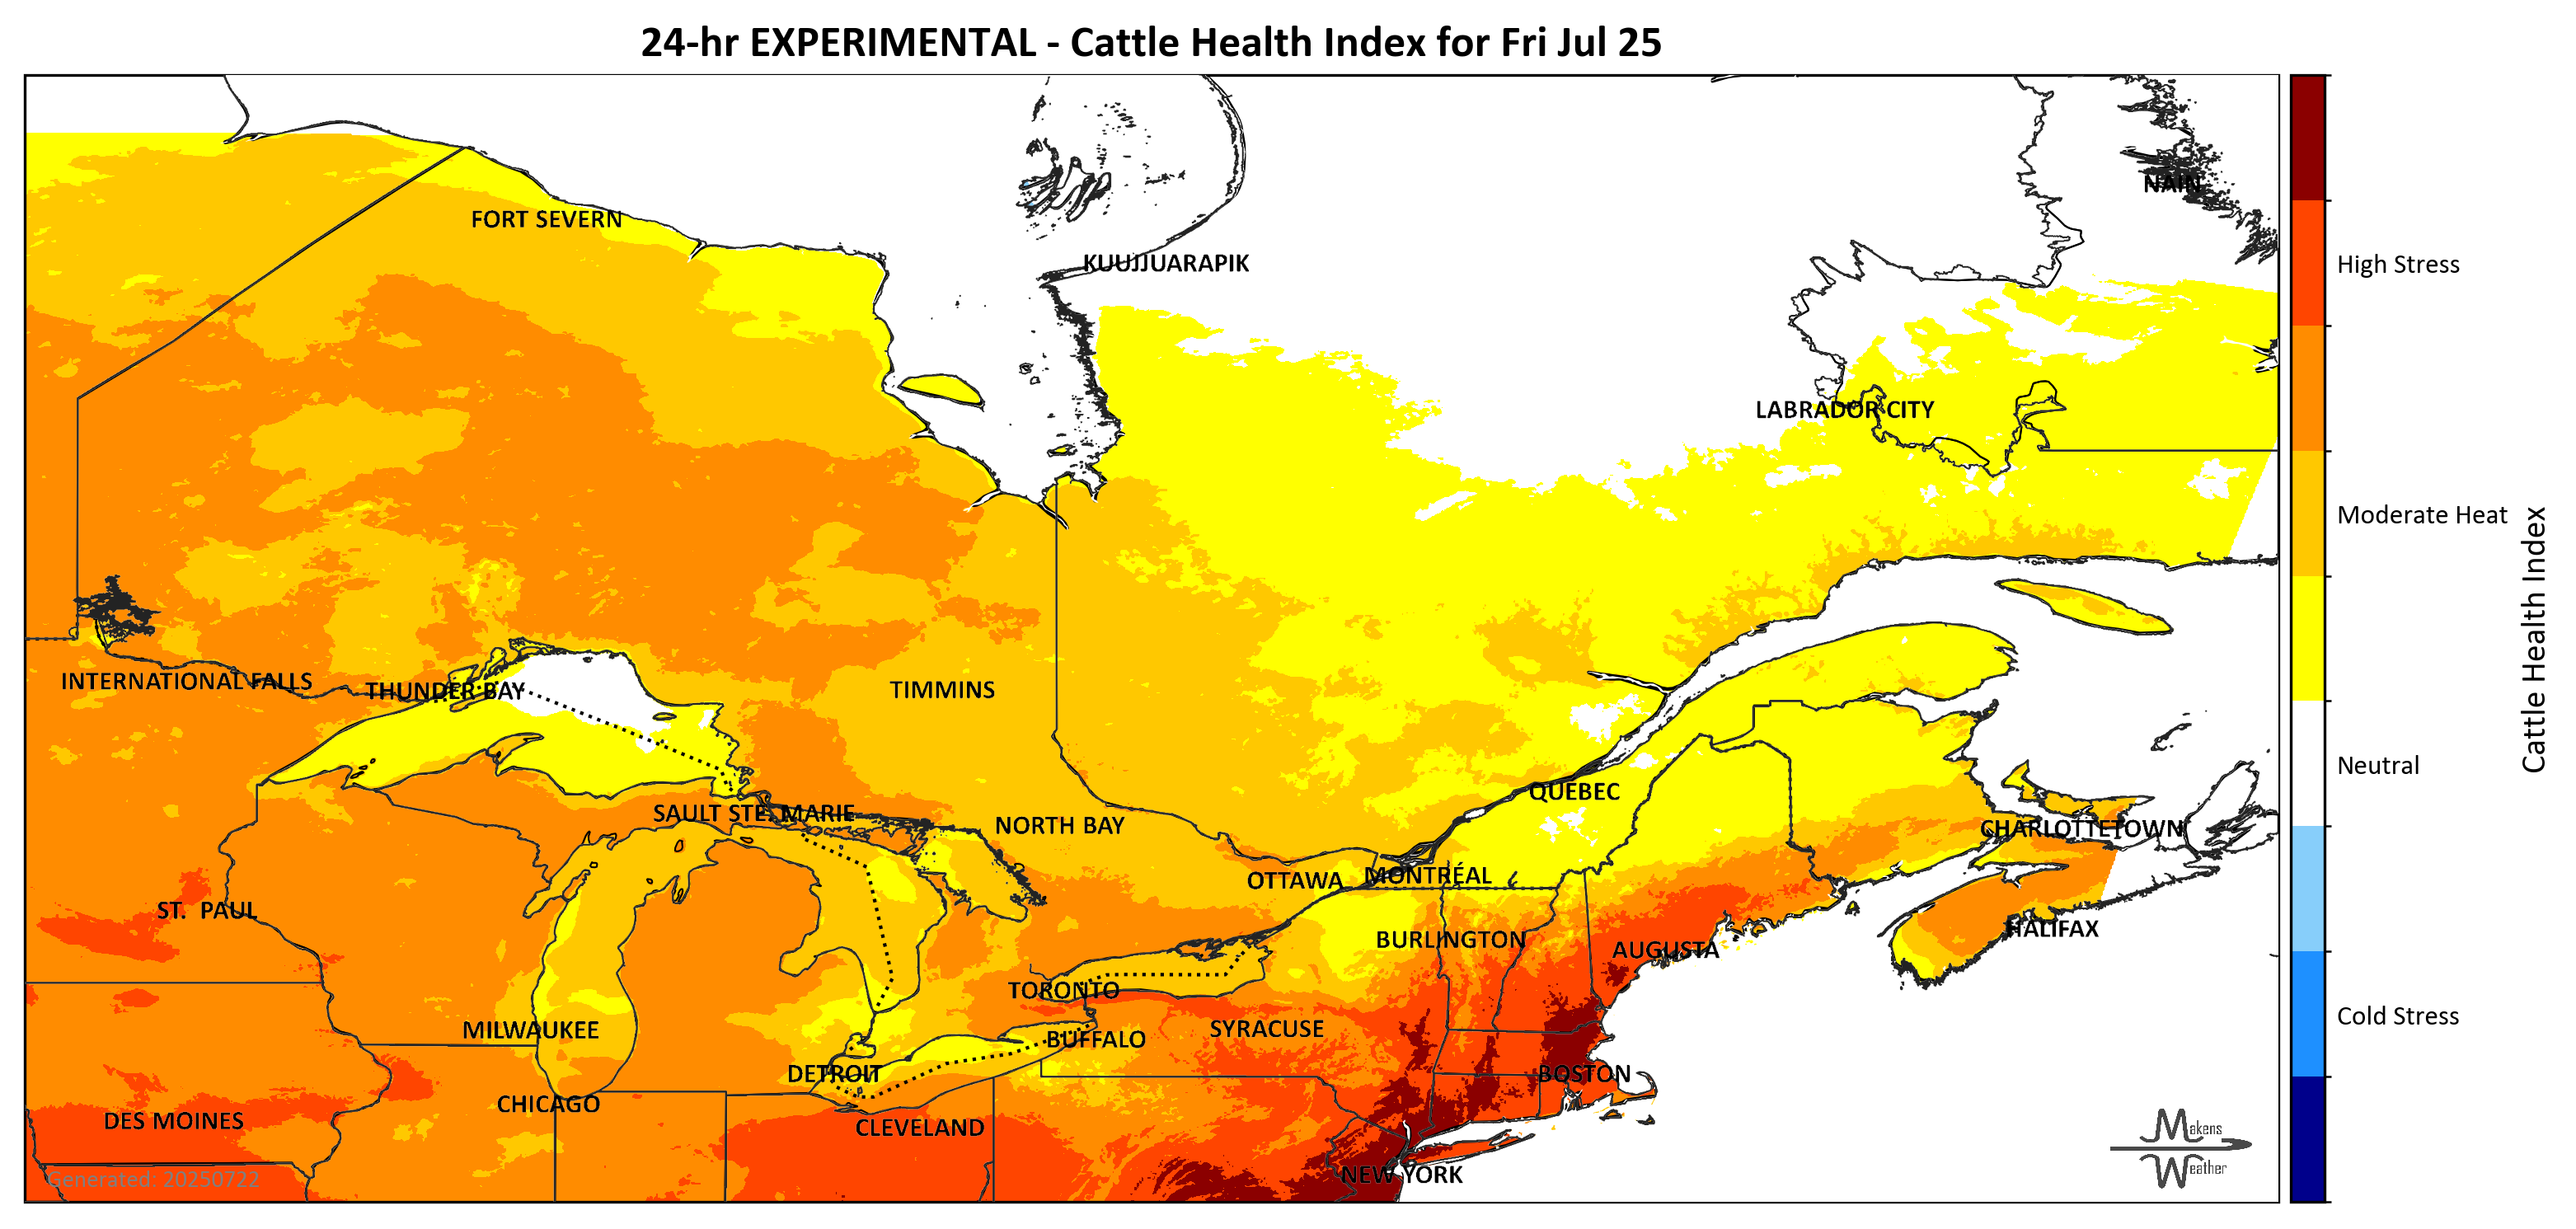 24-hr EXPERIMENTAL - Cattle Health Index for Fri Jul 25
NAIN
FORT SEVERN
KUUJJUARAPIK
High Stress
LABRADOR CITY
Moderate Heat
Cattle Health Index
INTERNATIONAL FALLS
THUNDER BAY
TIMMINS
Neutral
QUEBEC
SAULT STE. MARIE
NORTH BAY
CHARLOTTETOWN
OTTAWA
MONTRÉAL
ST. PAUL
HALIFAX
BURLINGTON
AUGUSTA
TORONTO
Cold Stress
MILWAUKEE
SYRACUSE
BUFFALO
DETROIT
BOSTON
CHICAGO
DES MOINES
CLEVELAND
Makens
Weather
NEW YORK
Generated: 20250722